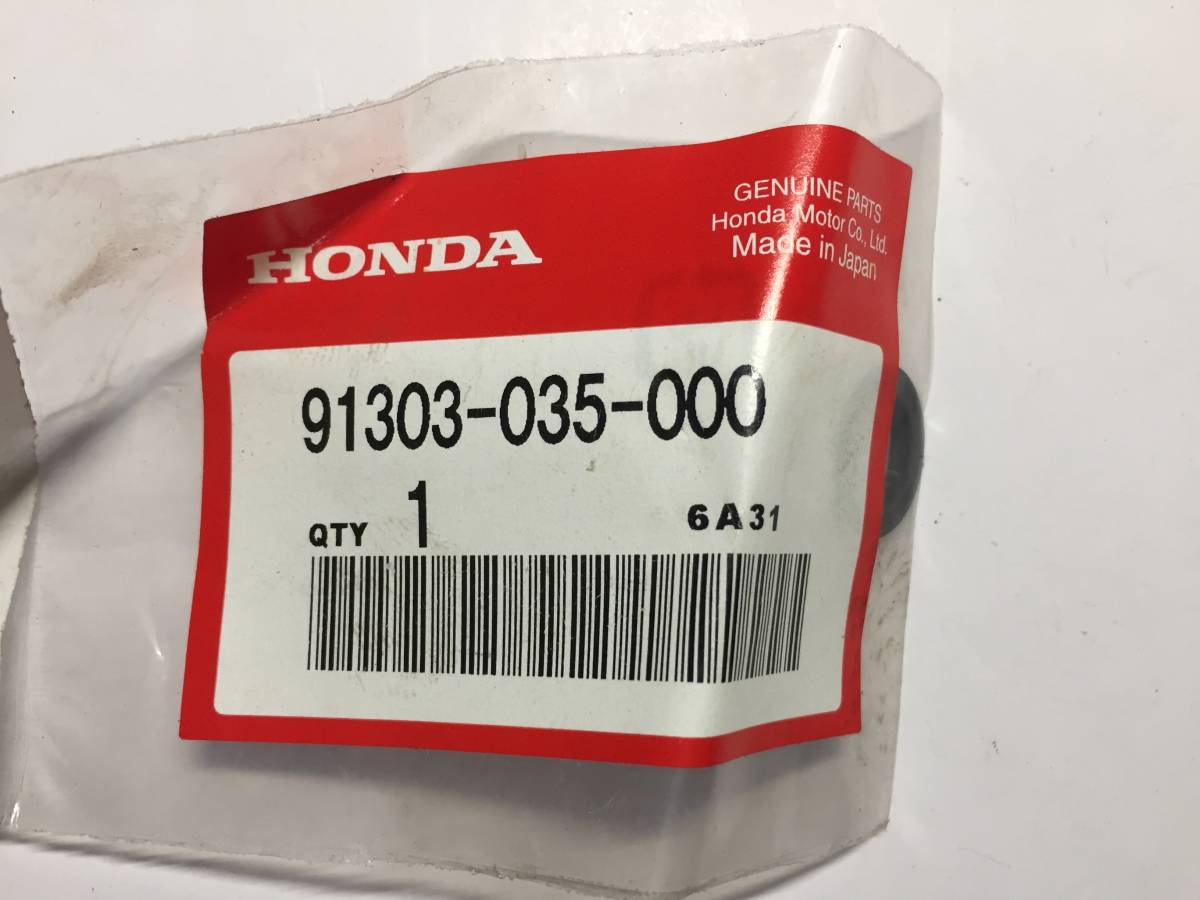 HONDA
GENUINE PARTS
Honda Motor Co., Ltd.
Made in Japan
91303-035-000
QTY 1
6A31